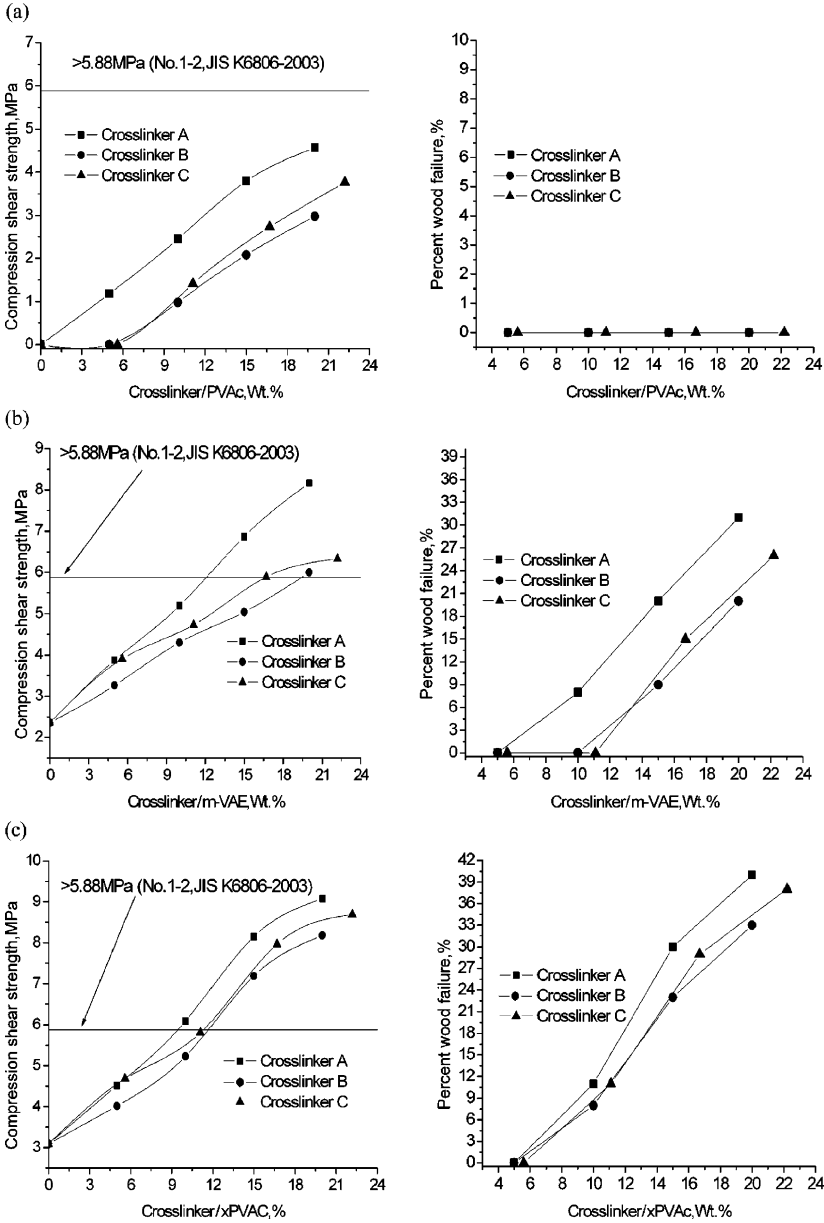 (a)
>5.88MPa (No.1-2,JIS K6806-2003)
Compression shear strength,MPa
7
6
5
4
3
2
1
0
Crosslinker A
Crosslinker B
Crosslinker C
0 3 6 9 12 15 18 21 24
Crosslinker/PVAc,Wt.%
Percent wood failure,%
10
9
8
7
6
5
4
3
2
1
0
Crosslinker A
Crosslinker B
Crosslinker C
4 6 8 10 12 14 16 18 20 22 24
Crosslinker/PVAc,Wt.%
(b)
>5.88MPa (No.1-2,JIS K6806-2003)
Compression shear strength,MPa
9
8
7
6
5
4
3
2
Crosslinker A
Crosslinker B
Crosslinker C
0 3 6 9 12 15 18 21 24
Crosslinker/m-VAE,Wt.%
Percent wood failure,%
39
36
33
30
27
24
21
18
15
12
9
6
3
0
Crosslinker A
Crosslinker B
Crosslinker C
4 6 8 10 12 14 16 18 20 22 24
Crosslinker/m-VAE,Wt.%
(c)
>5.88MPa (No.1-2,JIS K6806-2003)
Compression shear strength,MPa
10
9
8
7
6
5
4
3
Crosslinker A
Crosslinker B
Crosslinker C
0 3 6 9 12 15 18 21 24
Crosslinker/xPVAC,%
Percent wood failure,%
42
39
36
33
30
27
24
21
18
15
12
9
6
3
0
Crosslinker A
Crosslinker B
Crosslinker C
4 6 8 10 12 14 16 18 20 22 24
Crosslinker/xPVAc,Wt.%